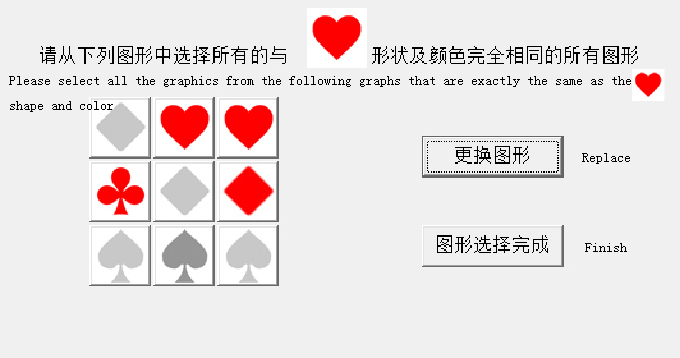 请从下列图形中选择所有的与 形状及颜色完全相同的所有图形
Please select all the graphics from the following graphs that are exactly the same as the
shape and color
更换图形 Replace
图形选择完成 Finish